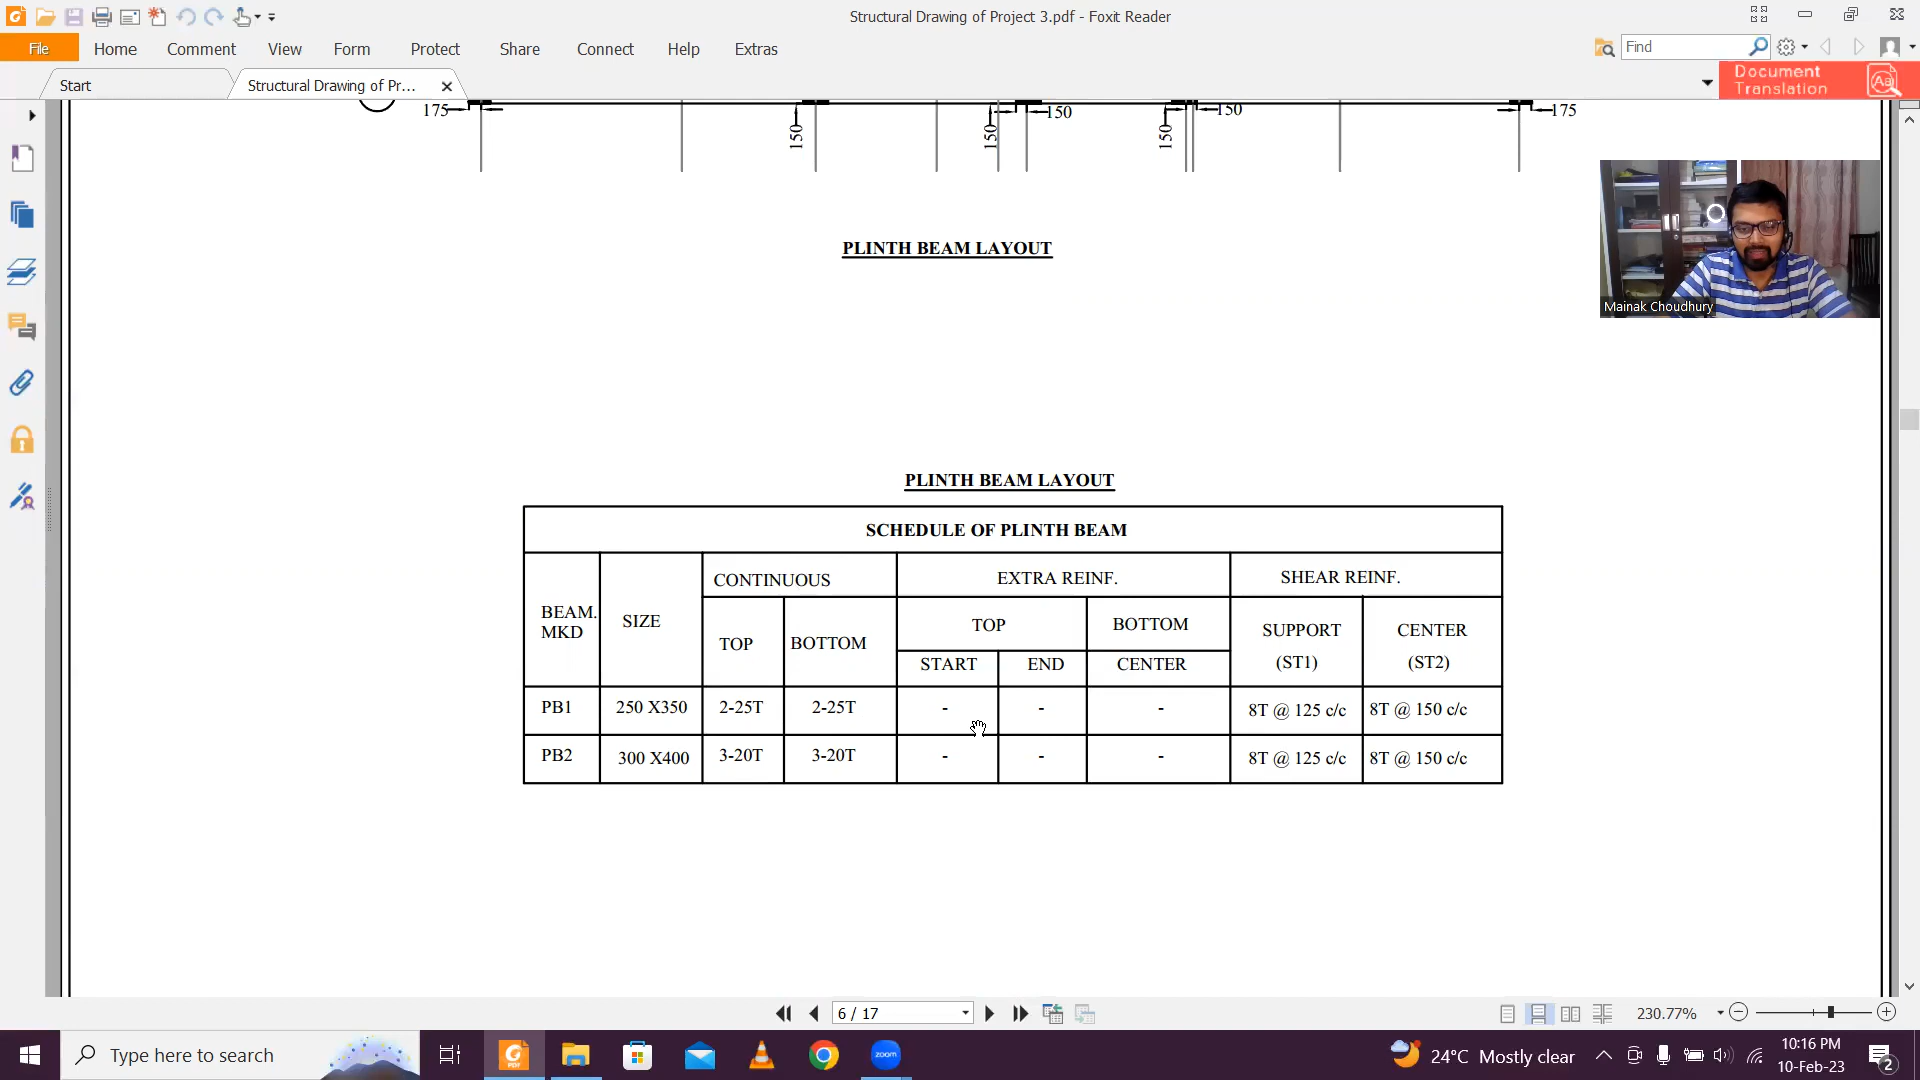 Structural Drawing of Project 3.pdf - Foxit Reader
File Home Comment View Form Protect Share Connect Help Extras
Find
Start
Structural Drawing of Pr...
Document
Translation
175 150 150 150 150 150 175
PLINTH BEAM LAYOUT
Mainak Choudhury
PLINTH BEAM LAYOUT
SCHEDULE OF PLINTH BEAM
BEAM. MKD SIZE CONTINUOUS EXTRA REINF. SHEAR REINF.
TOP BOTTOM TOP BOTTOM SUPPORT (ST1) CENTER (ST2)
START END CENTER
PB1 250 X350 2-25T 2-25T - - - 8T @ 125 c/c 8T @ 150 c/c
PB2 300 X400 3-20T 3-20T - - - 8T @ 125 c/c 8T @ 150 c/c
6 / 17
230.77%
Type here to search
zoom
24°C Mostly clear
10:16 PM
10-Feb-23
2